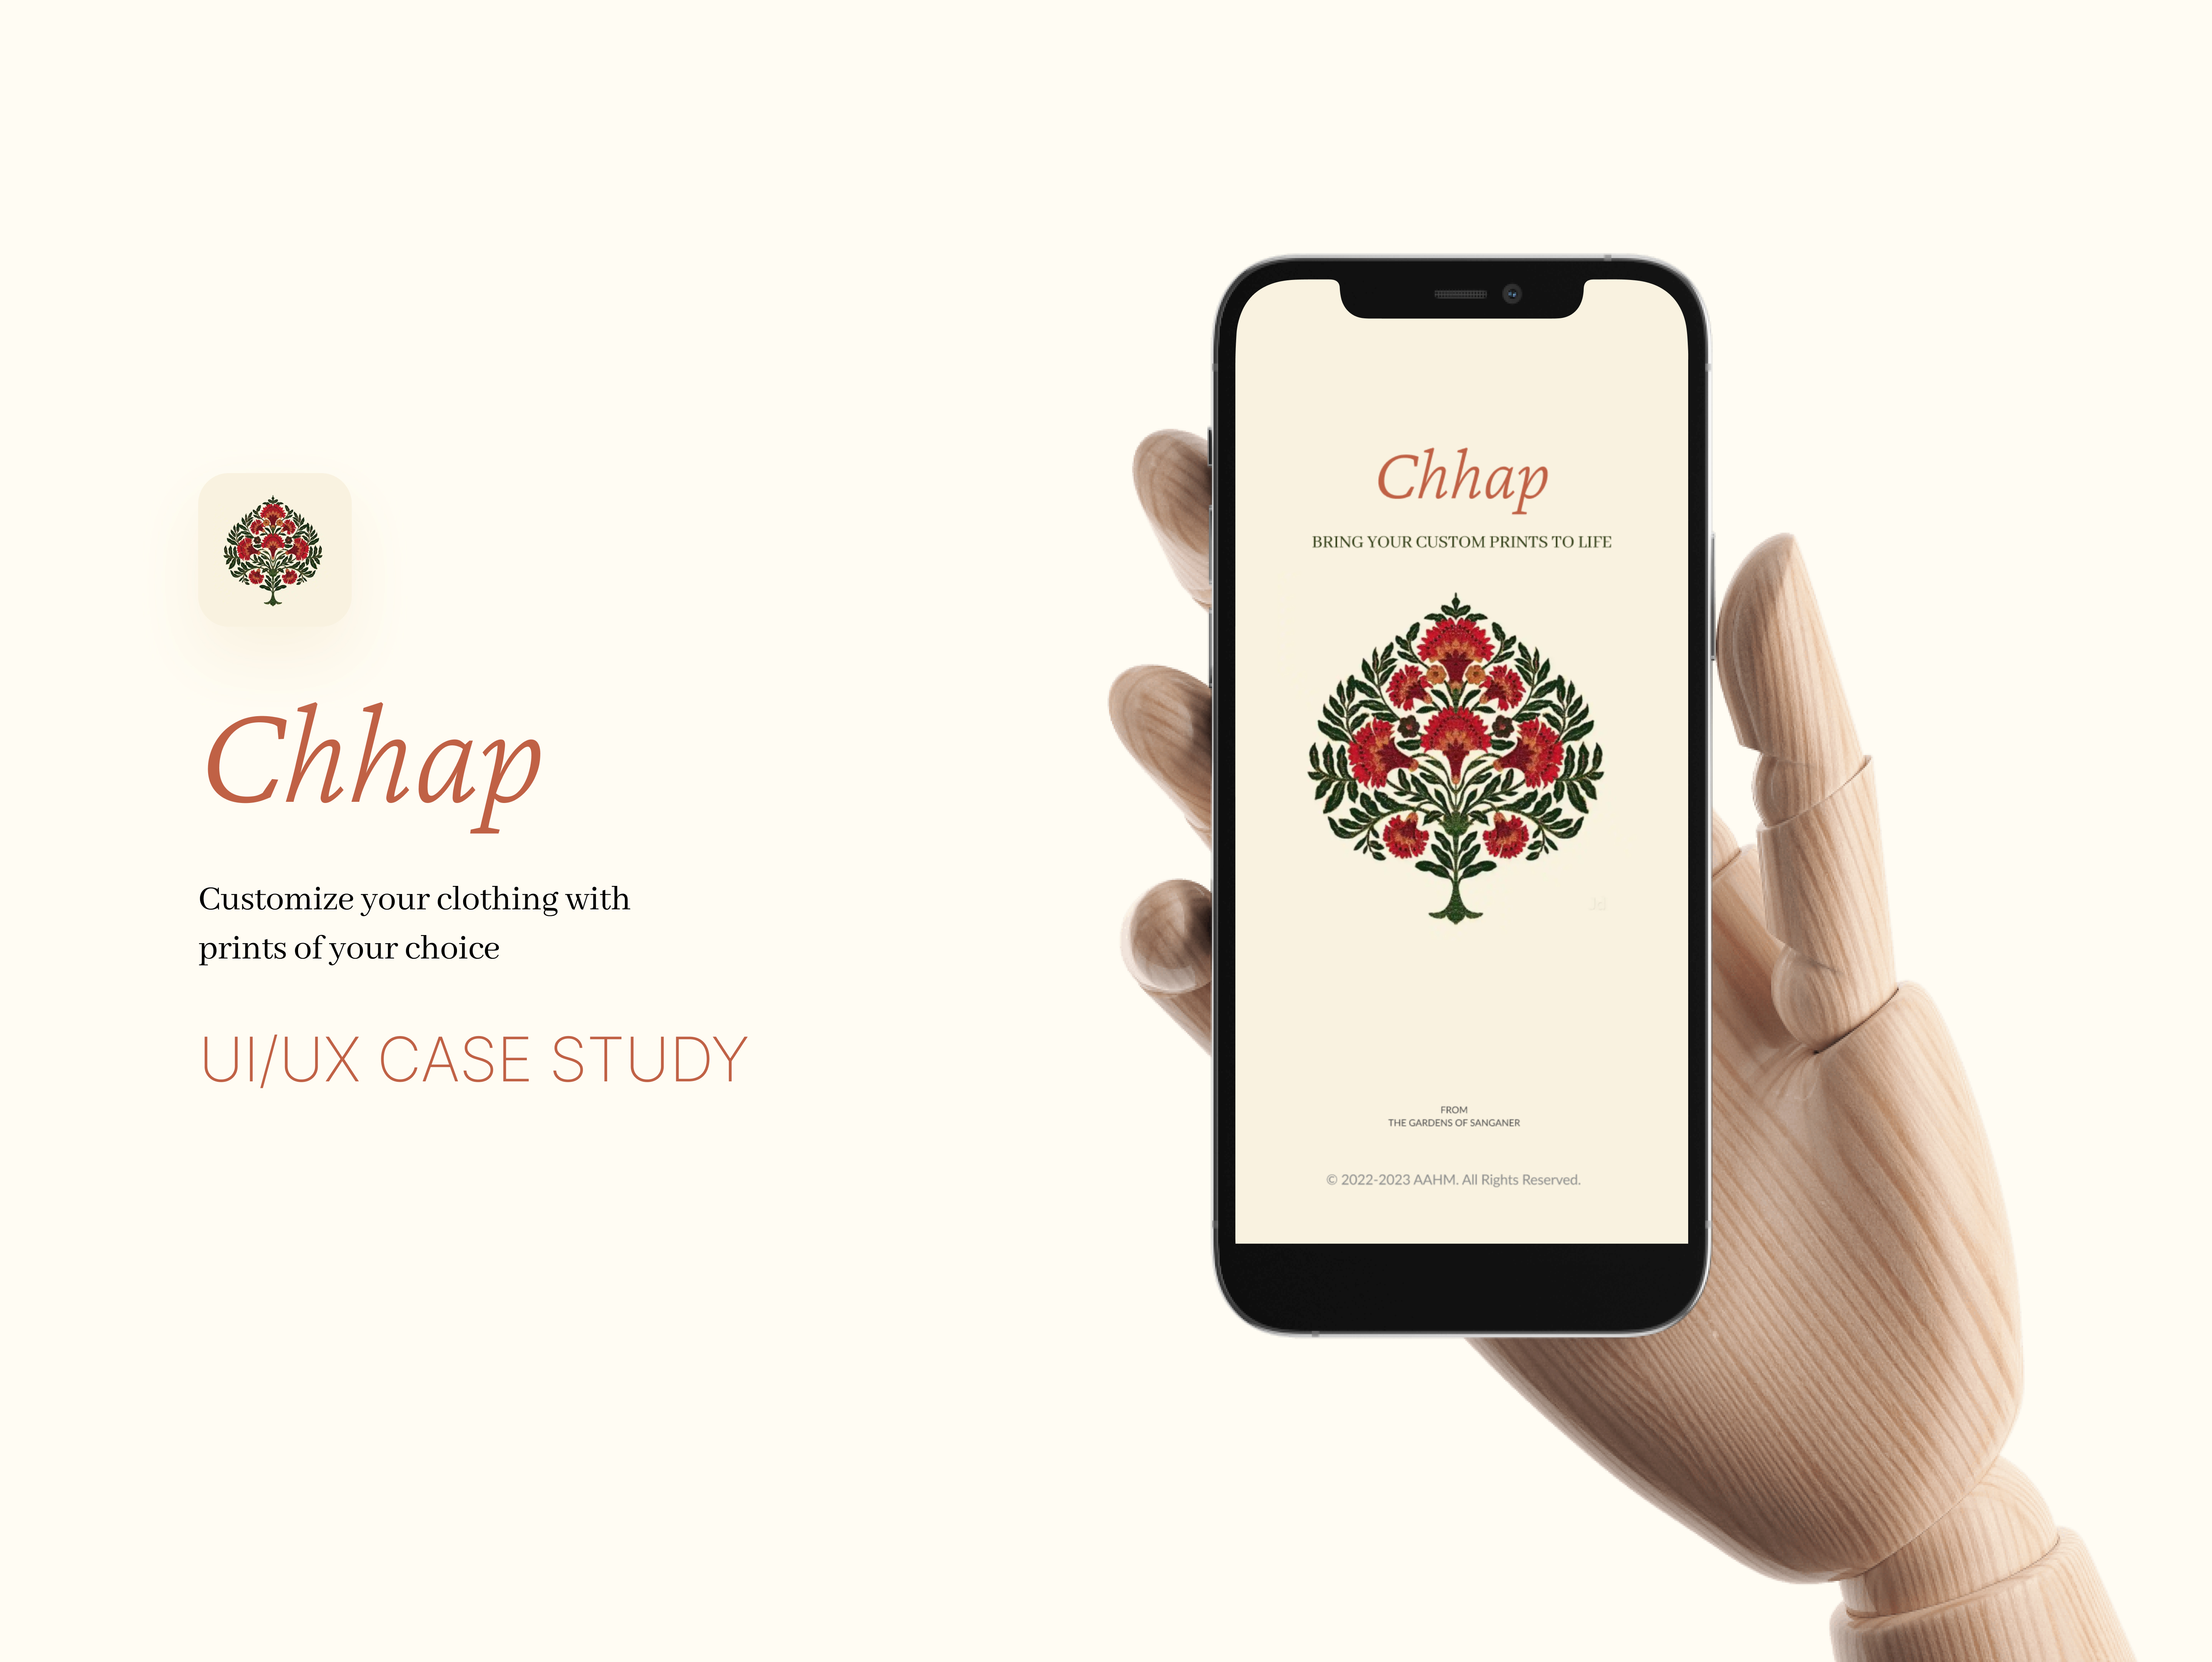 Chhap
Customize your clothing with
prints of your choice
UI/UX CASE STUDY
Chhap
BRING YOUR CUSTOM PRINTS TO LIFE
FROM
THE GARDENS OF SANGANER
© 2022-2023 AAHM. All Rights Reserved.